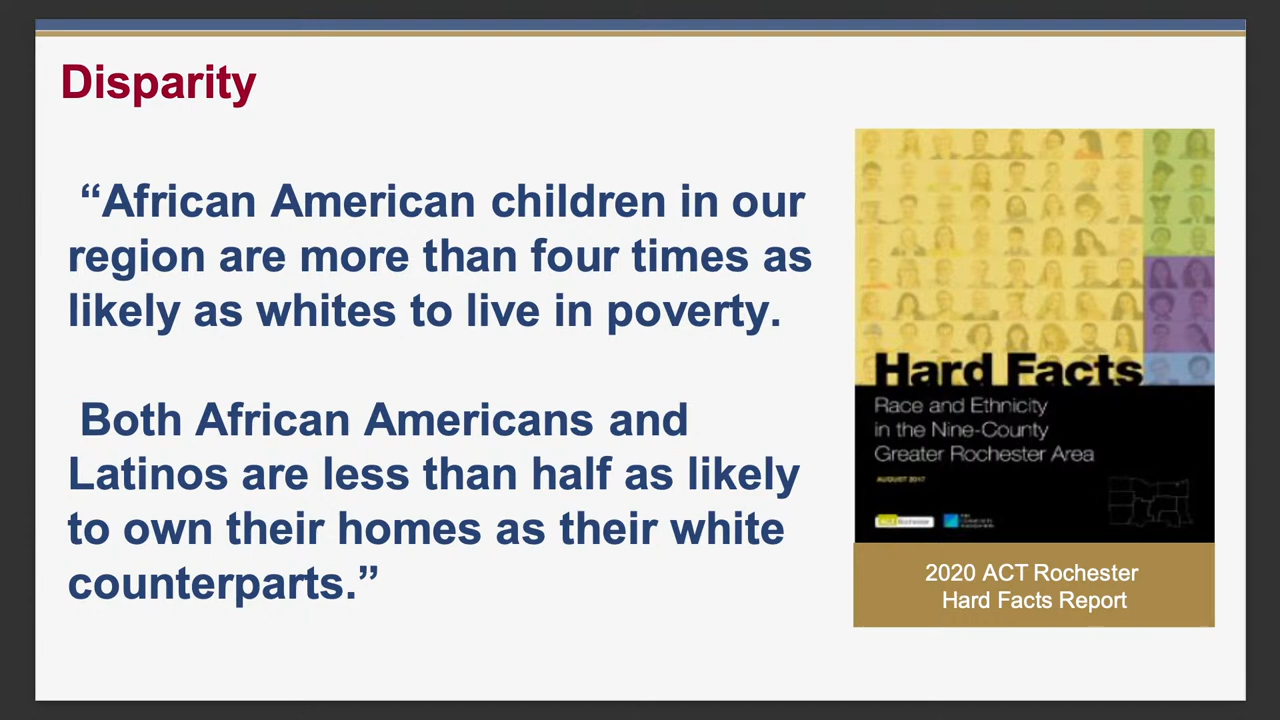 Disparity
“African American children in our
region are more than four times as
likely as whites to live in poverty.
Both African Americans and
Latinos are less than half as likely
to own their homes as their white
counterparts.”
Hard Facts
Race and Ethnicity
in the Nine-County
Greater Rochester Area
AUGUST 2017
2020 ACT Rochester
Hard Facts Report